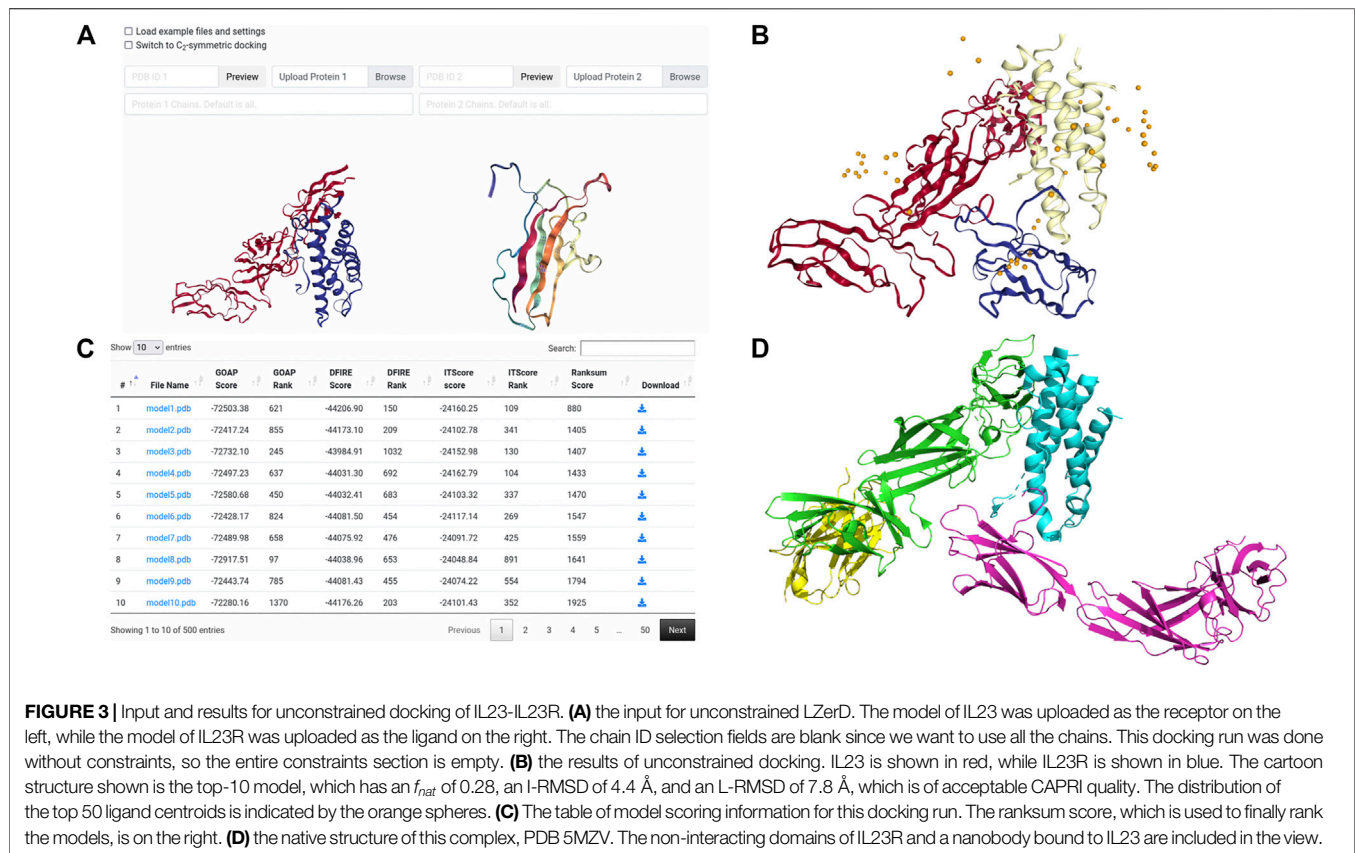 A
Load example files and settings
Switch to C₂-symmetric docking
PDB ID 1 Preview Upload Protein 1 Browse PDB ID 2 Preview Upload Protein 2 Browse
Protein 1 Chains. Default is all. Protein 2 Chains. Default is all.
B
C
Show 10 entries Search:
# File Name GOAP Score GOAP Rank DFIRE Score DFIRE Rank ITScore score ITScore Rank Ranksum Score Download
1 model1.pdb -72503.38 621 -44206.90 150 -24160.25 109 880
2 model2.pdb -72417.24 855 -44173.10 209 -24102.78 341 1405
3 model3.pdb -72732.10 245 -43984.91 1032 -24152.98 130 1407
4 model4.pdb -72497.23 637 -44031.30 692 -24162.79 104 1433
5 model5.pdb -72580.68 450 -44032.41 683 -24103.32 337 1470
6 model6.pdb -72428.17 824 -44081.50 454 -24117.14 269 1547
7 model7.pdb -72489.98 658 -44075.92 476 -24091.72 425 1559
8 model8.pdb -72917.51 97 -44038.96 653 -24048.84 891 1641
9 model9.pdb -72443.74 785 -44081.43 455 -24074.22 554 1794
10 model10.pdb -72280.16 1370 -44176.26 203 -24101.43 352 1925
Showing 1 to 10 of 500 entries Previous 1 2 3 4 5 … 50 Next
D
FIGURE 3 | Input and results for unconstrained docking of IL23-IL23R. (A) the input for unconstrained LZerD. The model of IL23 was uploaded as the receptor on the
left, while the model of IL23R was uploaded as the ligand on the right. The chain ID selection fields are blank since we want to use all the chains. This docking run was done
without constraints, so the entire constraints section is empty. (B) the results of unconstrained docking. IL23 is shown in red, while IL23R is shown in blue. The cartoon
structure shown is the top-10 model, which has an fnat of 0.28, an I-RMSD of 4.4 Å, and an L-RMSD of 7.8 Å, which is of acceptable CAPRI quality. The distribution of
the top 50 ligand centroids is indicated by the orange spheres. (C) The table of model scoring information for this docking run. The ranksum score, which is used to finally rank
the models, is on the right. (D) the native structure of this complex, PDB 5MZV. The non-interacting domains of IL23R and a nanobody bound to IL23 are included in the view.